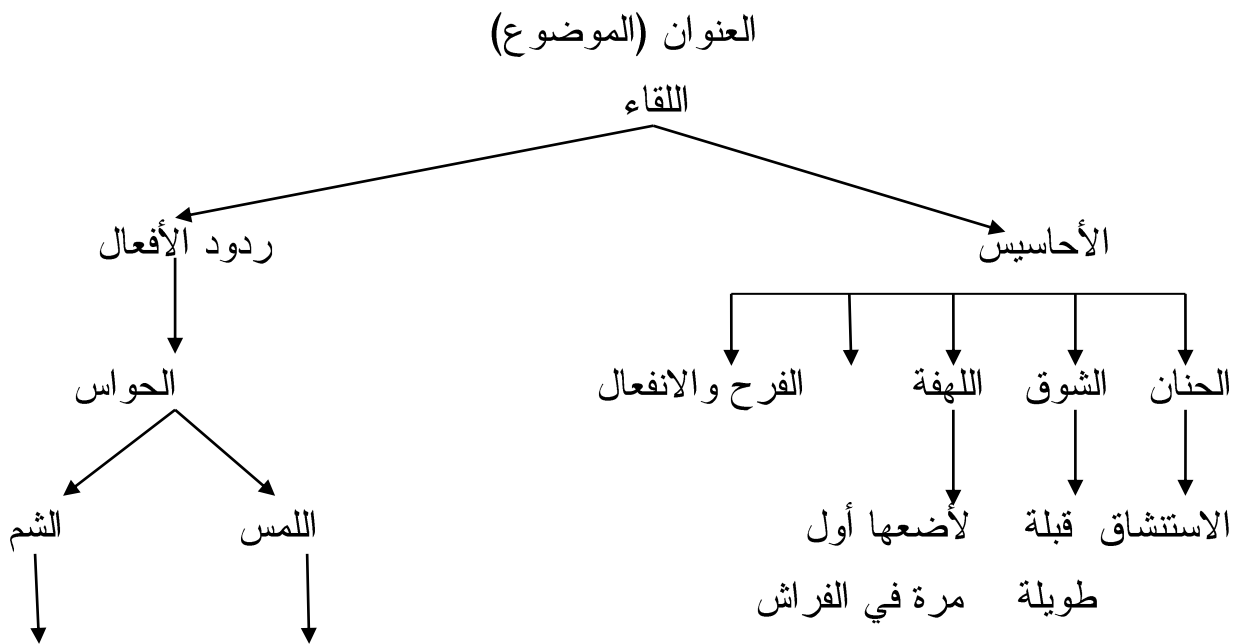 العنوان (الموضوع)
اللقاء
الأحاسيس
ردود الأفعال
الحنان
الشوق
اللهفة
الفرح والانفعال
الحواس
الاستنشاق
قبلة
طويلة
لأضعها أول
مرة في الفراش
اللمس
الشم